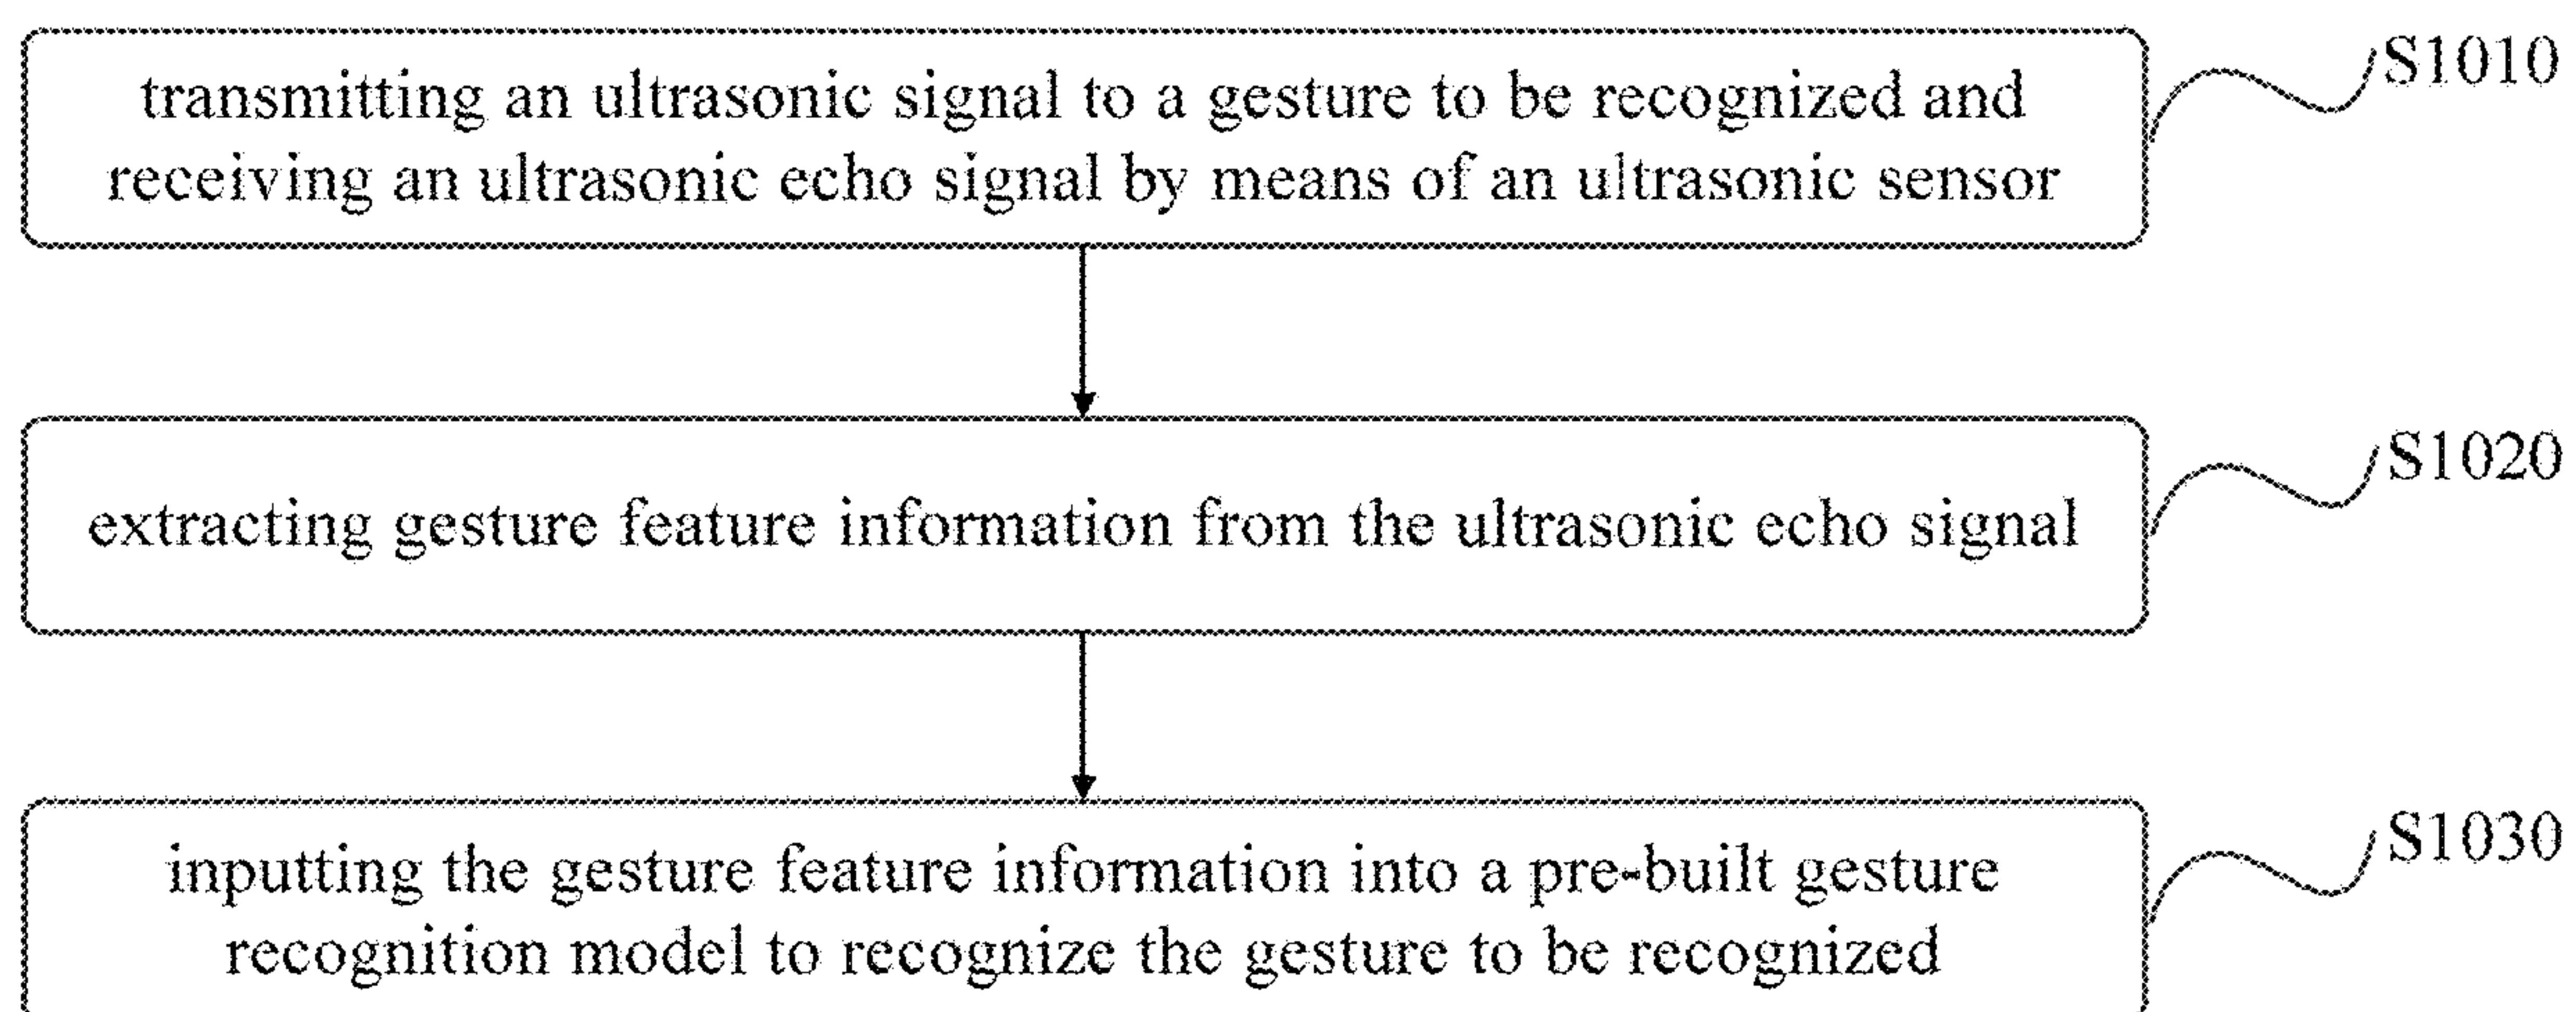 transmitting an ultrasonic signal to a gesture to be recognized and
receiving an ultrasonic echo signal by means of an ultrasonic sensor
S1010
extracting gesture feature information from the ultrasonic echo signal
S1020
inputting the gesture feature information into a pre-built gesture
recognition model to recognize the gesture to be recognized
S1030